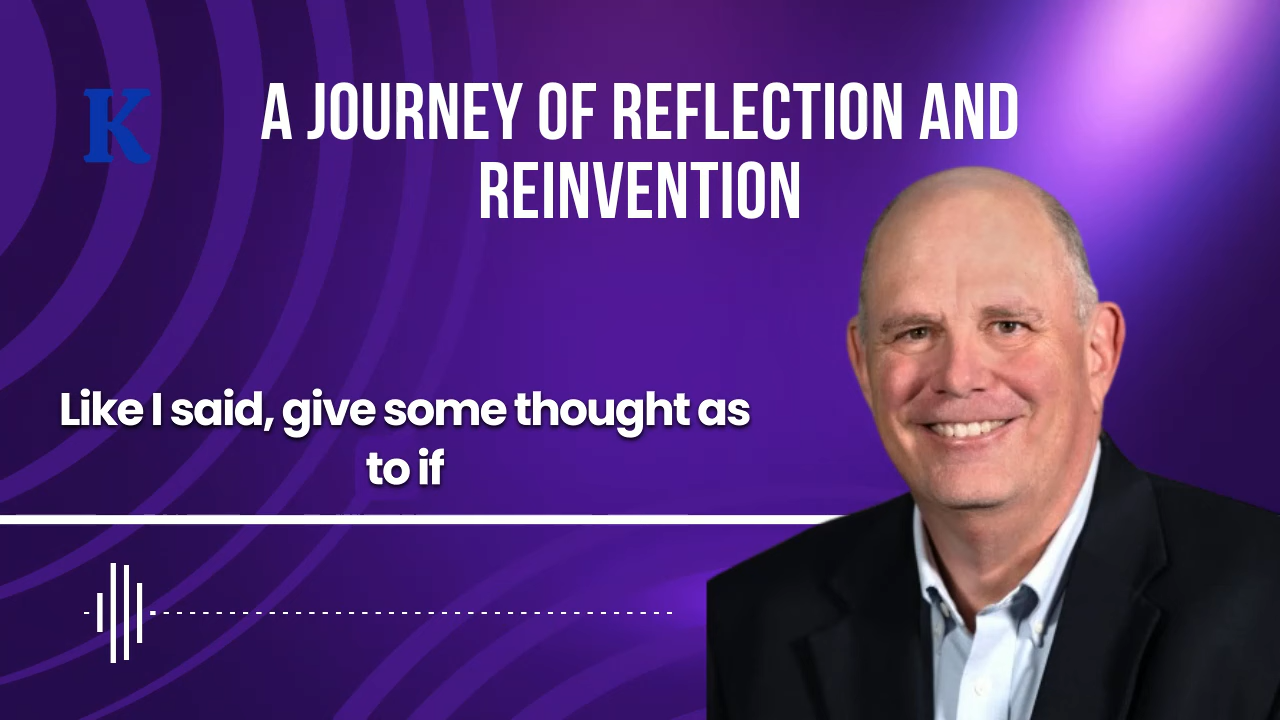 K
A JOURNEY OF REFLECTION AND
REINVENTION
Like I said, give some thought as
to if